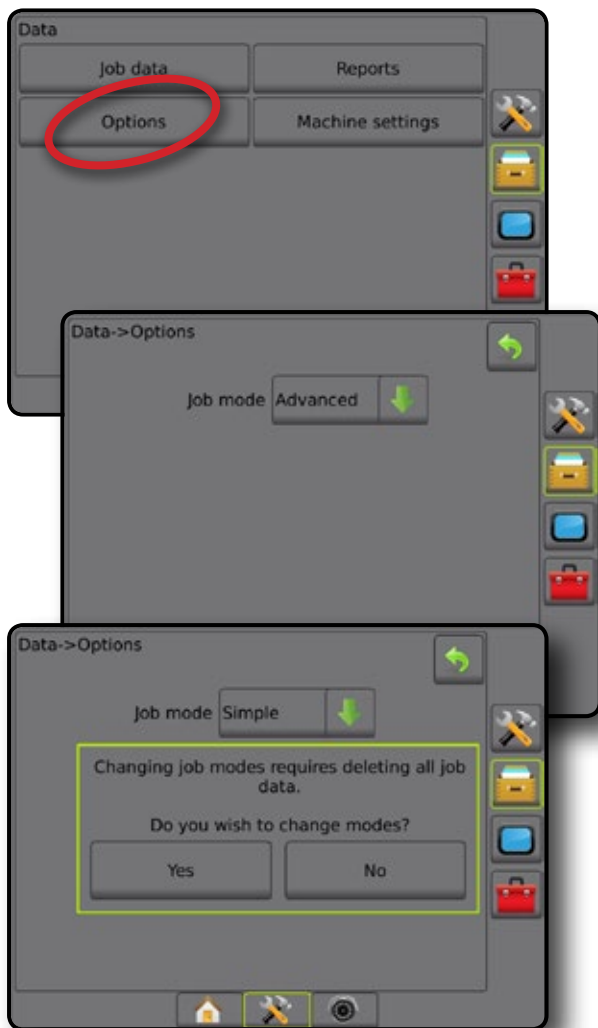 Data
Job data Reports
Options Machine settings
Data->Options
Job mode Advanced
Data->Options
Job mode Simple
Changing job modes requires deleting all job
data.
Do you wish to change modes?
Yes No